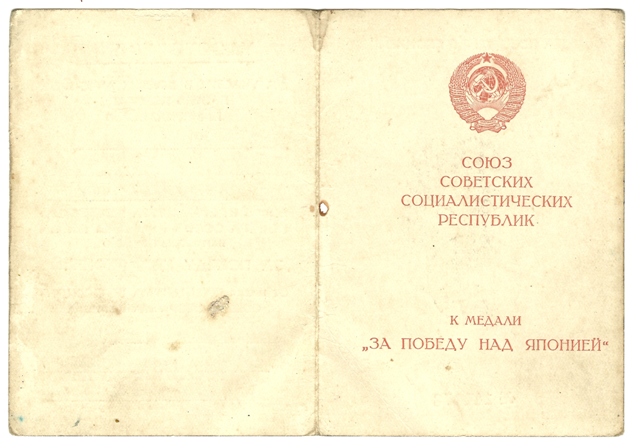 СОЮЗ
СОВЕТСКИХ
СОЦИАЛИСТИЧЕСКИХ
РЕСПУБЛИК
К МЕДАЛИ
„ЗА ПОБЕДУ НАД ЯПОНИЕЙ“